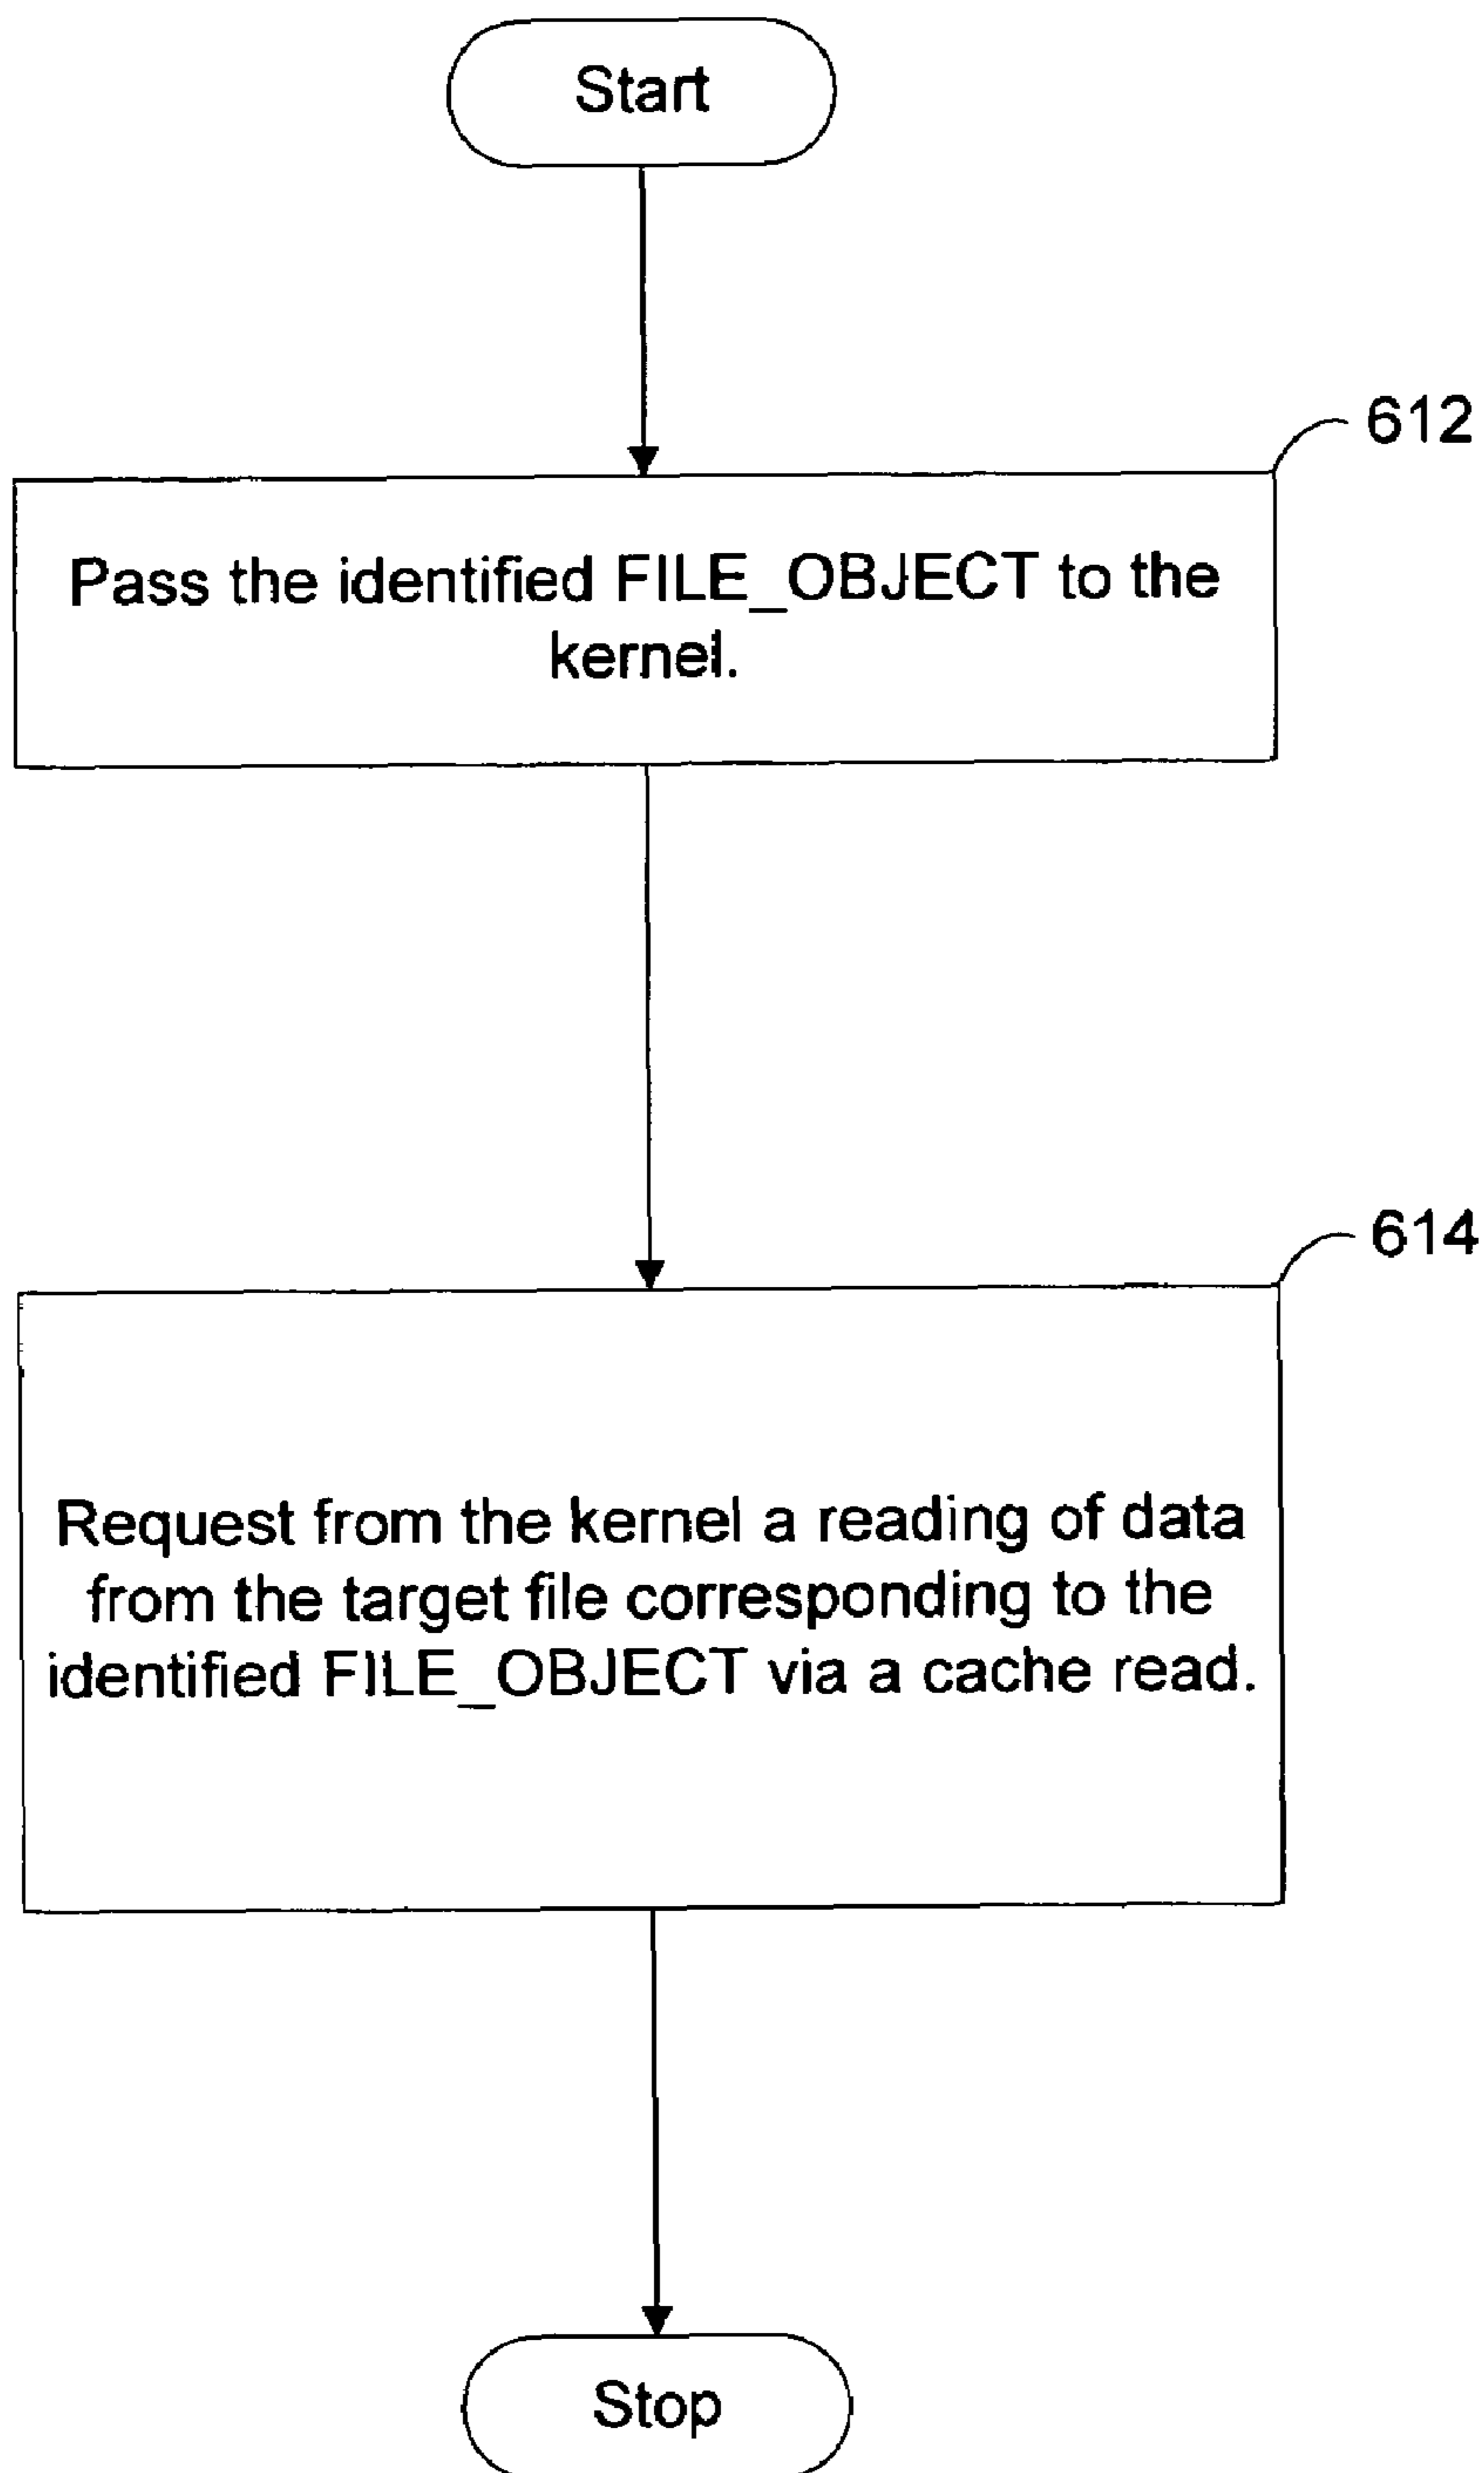 Start
612
Pass the identified FILE_OBJECT to the
kernel.
614
Request from the kernel a reading of data
from the target file corresponding to the
identified FILE_OBJECT via a cache read.
Stop